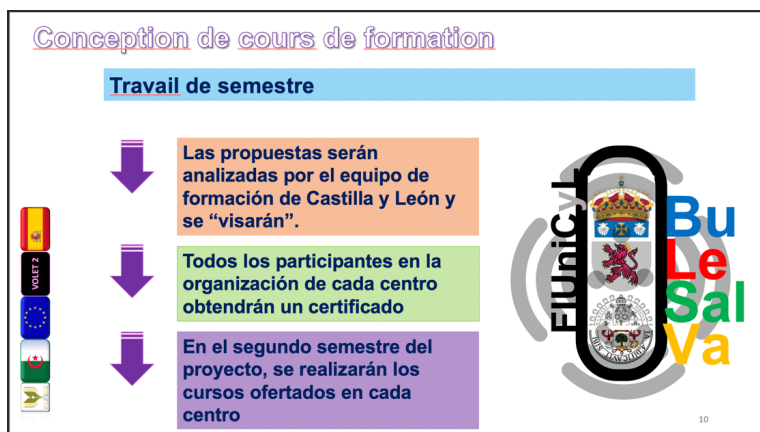 Conception de cours de formation
Travail de semestre
Las propuestas serán
analizadas por el equipo de
formación de Castilla y León y
se “visarán”.
Todos los participantes en la
organización de cada centro
obtendrán un certificado
En el segundo semestre del
proyecto, se realizarán los
cursos ofertados en cada
centro
VOLET 2
FIUniCyL
Bu
Le
Sal
Va
10